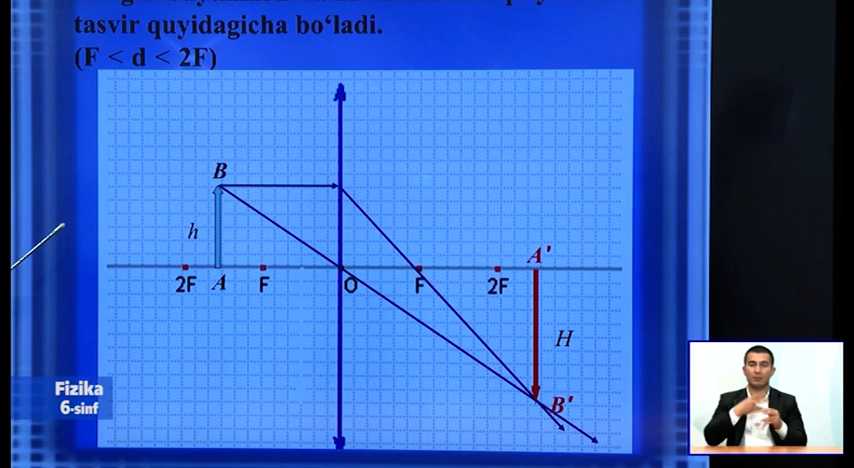 tasvir quyidagicha bo‘ladi.
(F < d < 2F)
B
h
A'
2F A F O F 2F
H
B'
Fizika
6-sinf